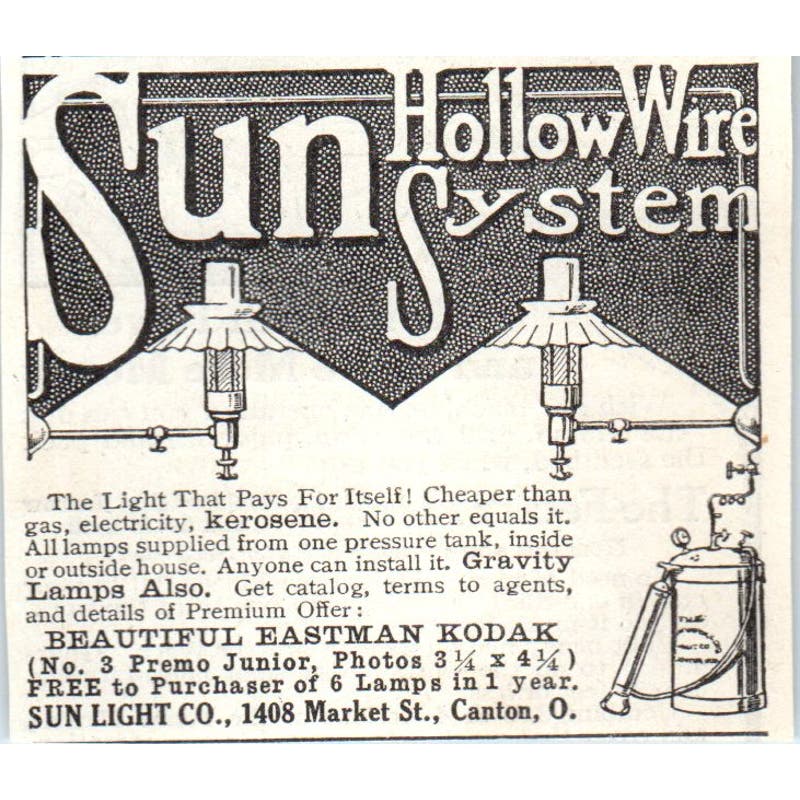 Sun Hollow Wire
System
The Light That Pays For Itself! Cheaper than
gas, electricity, kerosene. No other equals it.
All lamps supplied from one pressure tank, inside
or outside house. Anyone can install it. Gravity
Lamps Also. Get catalog, terms to agents,
and details of Premium Offer:
BEAUTIFUL EASTMAN KODAK
(No. 3 Premo Junior, Photos 3¼ x 4¼)
FREE to Purchaser of 6 Lamps in 1 year.
SUN LIGHT CO., 1408 Market St., Canton, O.